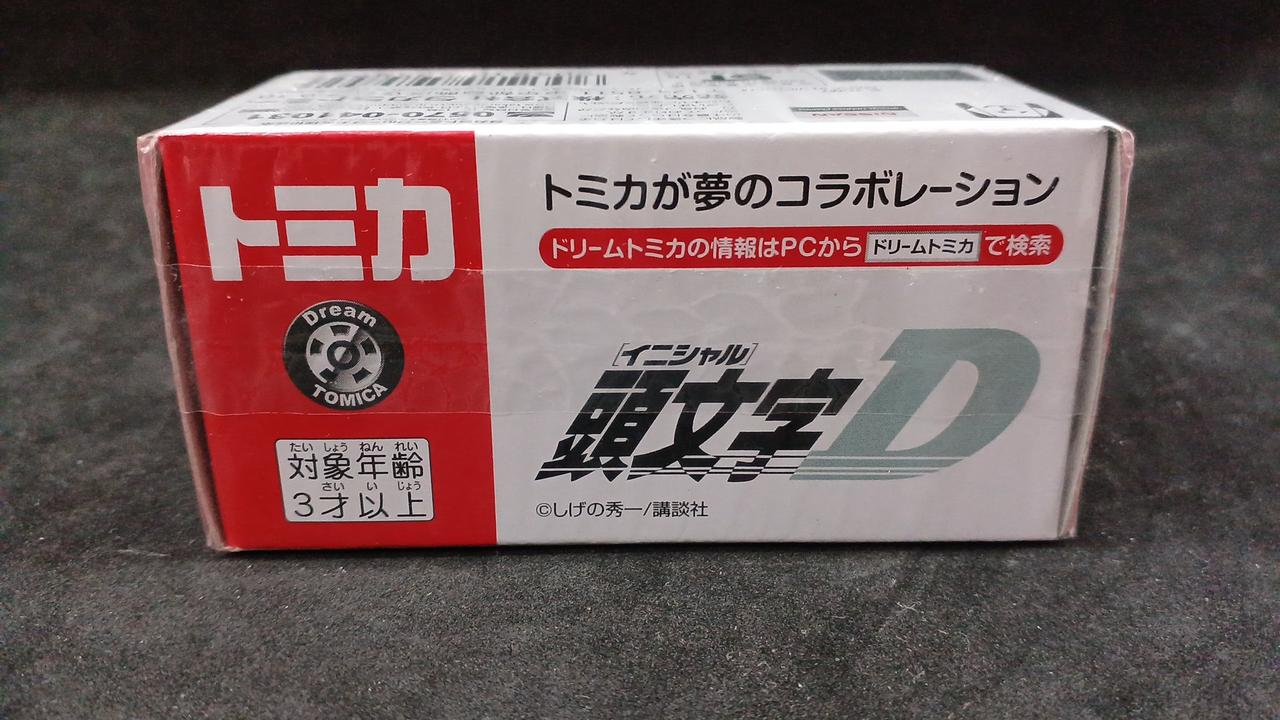 0570-041031
NISSAN
トミカ
Dream
TOMICA
たいしょうねんれい
対象年齢
さいいじょう
3才以上
トミカが夢のコラボレーション
ドリームトミカの情報はPCから ドリームトミカ で検索
[イニシャル]
頭文字D
©しげの秀一/講談社